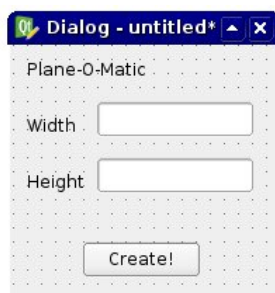 Dialog - untitled*
Plane-O-Matic
Width
Height
Create!